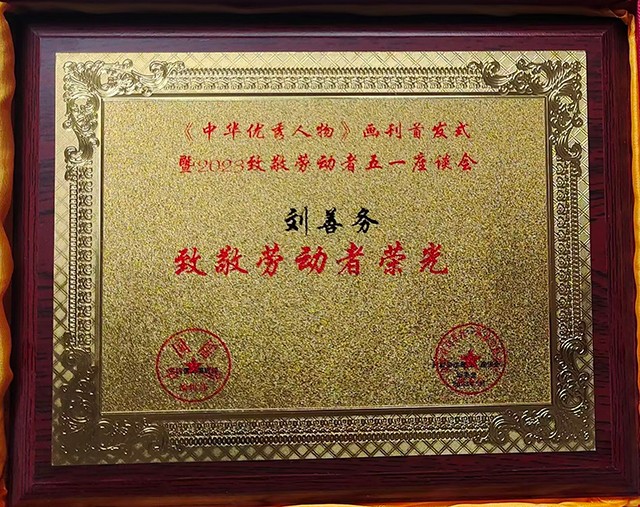 《中华优秀人物》画刊首发式
暨2023致敬劳动者五一座谈会
刘善务
致敬劳动者荣光